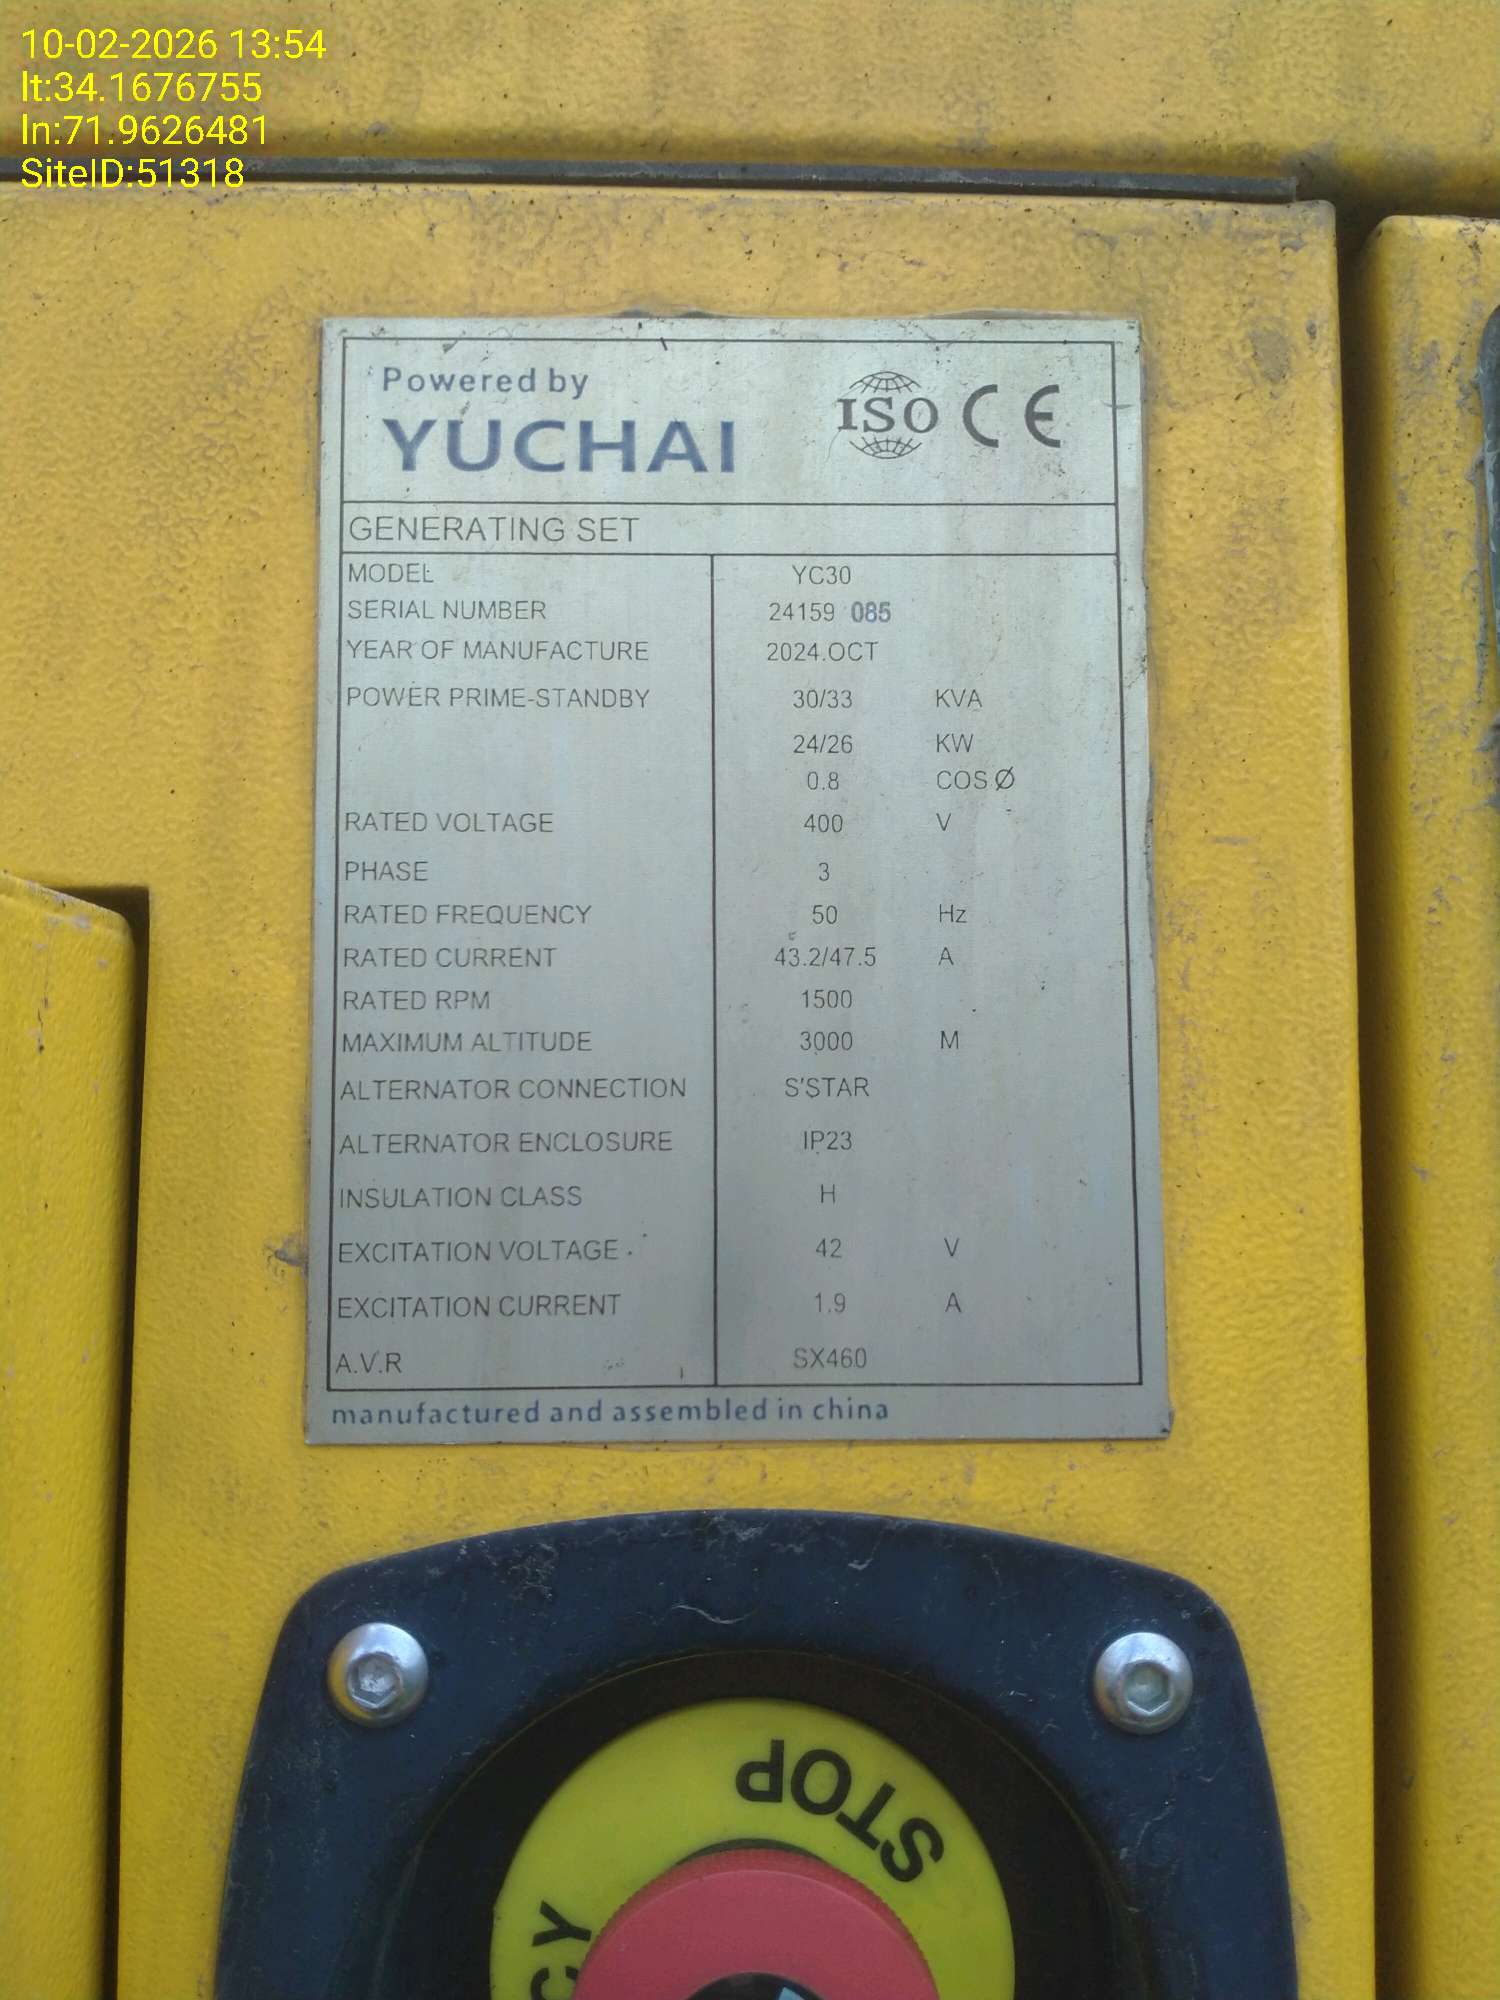 10-02-2026 13:54
lt:34.1676755
ln:71.9626481
SiteID:51318
Powered by
YUCHAI
ISO CE
GENERATING SET
MODEL YC30
SERIAL NUMBER 24159 085
YEAR OF MANUFACTURE 2024.OCT
POWER PRIME-STANDBY 30/33 KVA
24/26 KW
0.8 COS Ø
RATED VOLTAGE 400 V
PHASE 3
RATED FREQUENCY 50 Hz
RATED CURRENT 43.2/47.5 A
RATED RPM 1500
MAXIMUM ALTITUDE 3000 M
ALTERNATOR CONNECTION S'STAR
ALTERNATOR ENCLOSURE IP23
INSULATION CLASS H
EXCITATION VOLTAGE 42 V
EXCITATION CURRENT 1.9 A
A.V.R SX460
manufactured and assembled in china
STOP